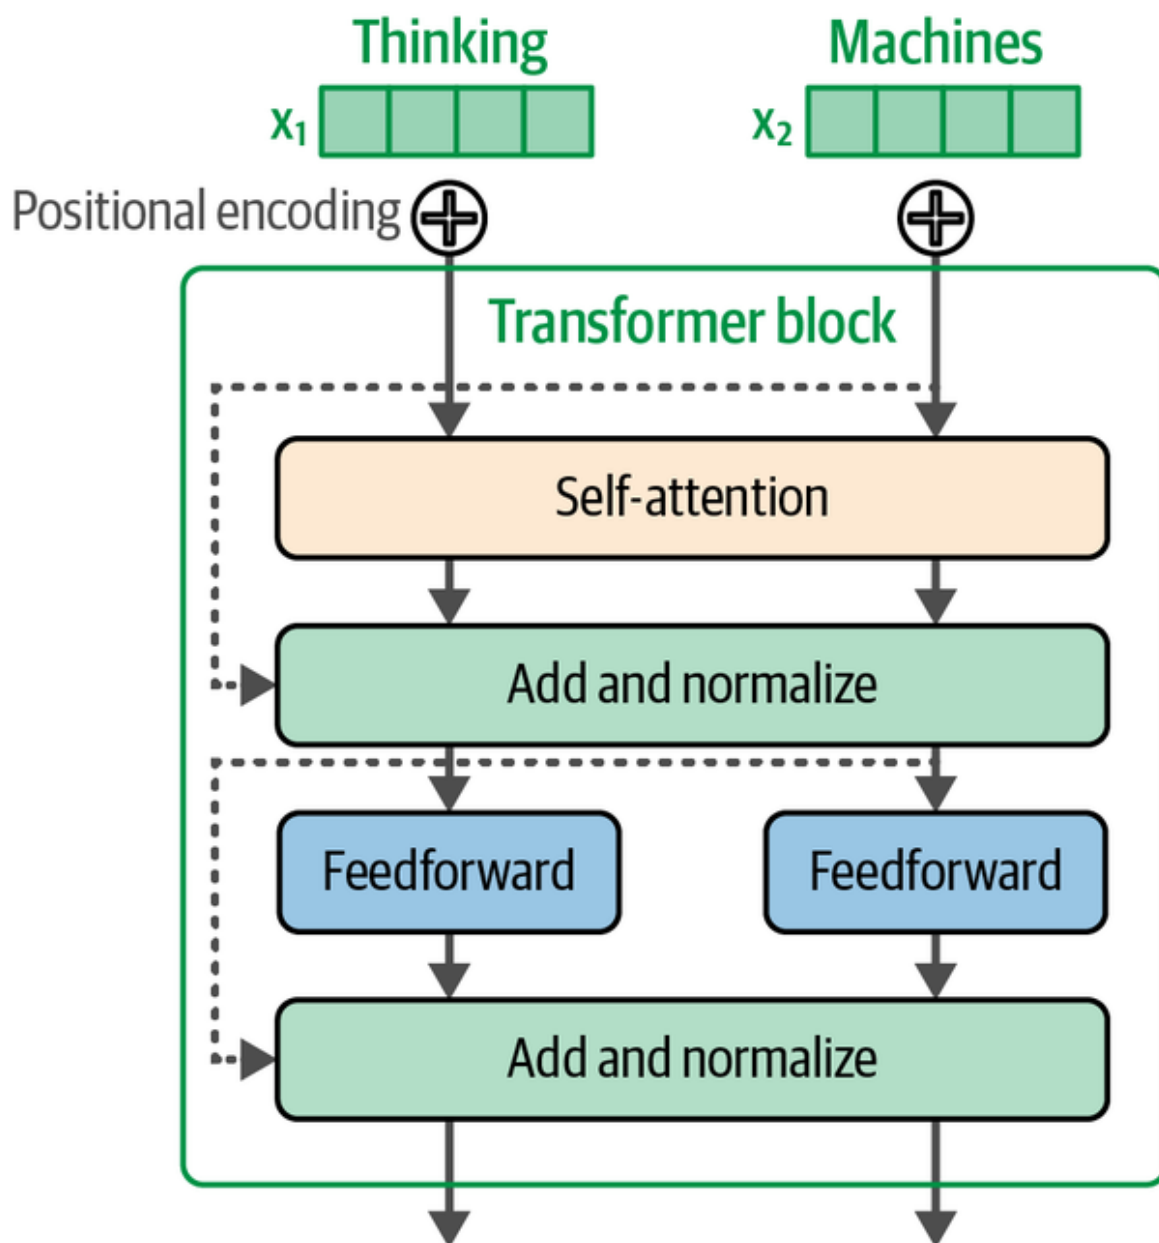 Thinking Machines
x₁ x₂
Positional encoding
Transformer block
Self-attention
Add and normalize
Feedforward Feedforward
Add and normalize